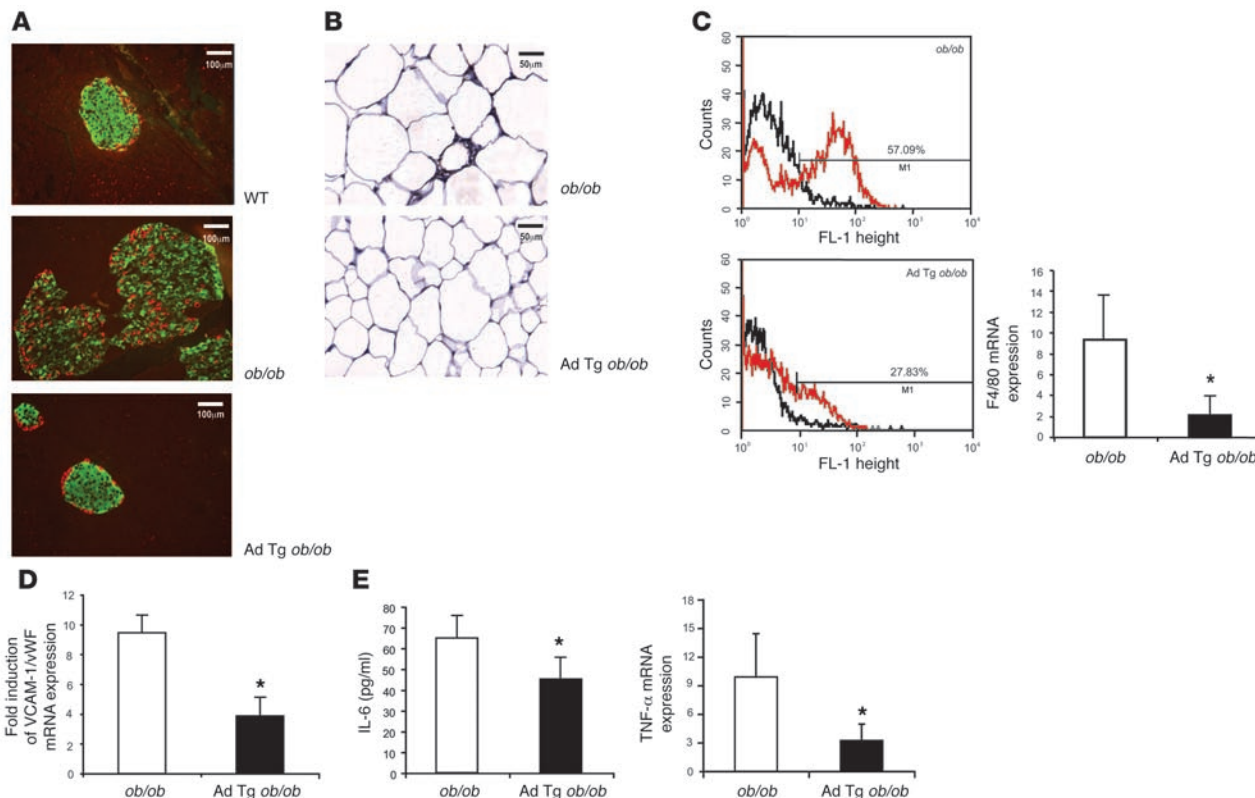 A
100μm
WT
100μm
ob/ob
100μm
Ad Tg ob/ob
B
50μm
ob/ob
50μm
Ad Tg ob/ob
C
ob/ob
Counts
60
50
40
30
20
10
0
57.09%
M1
10⁰ 10¹ 10² 10³ 10⁴
FL-1 height
Ad Tg ob/ob
Counts
60
50
40
30
20
10
0
27.83%
M1
10⁰ 10¹ 10² 10³ 10⁴
FL-1 height
F4/80 mRNA
expression
16
14
12
10
8
6
4
2
0
*
ob/ob Ad Tg ob/ob
D
Fold induction
of VCAM-1/vWF
mRNA expression
12
10
8
6
4
2
0
*
ob/ob Ad Tg ob/ob
E
IL-6 (pg/ml)
80
70
60
50
40
30
20
10
0
*
ob/ob Ad Tg ob/ob
TNF-α mRNA
expression
18
15
12
9
6
3
0
*
ob/ob Ad Tg ob/ob